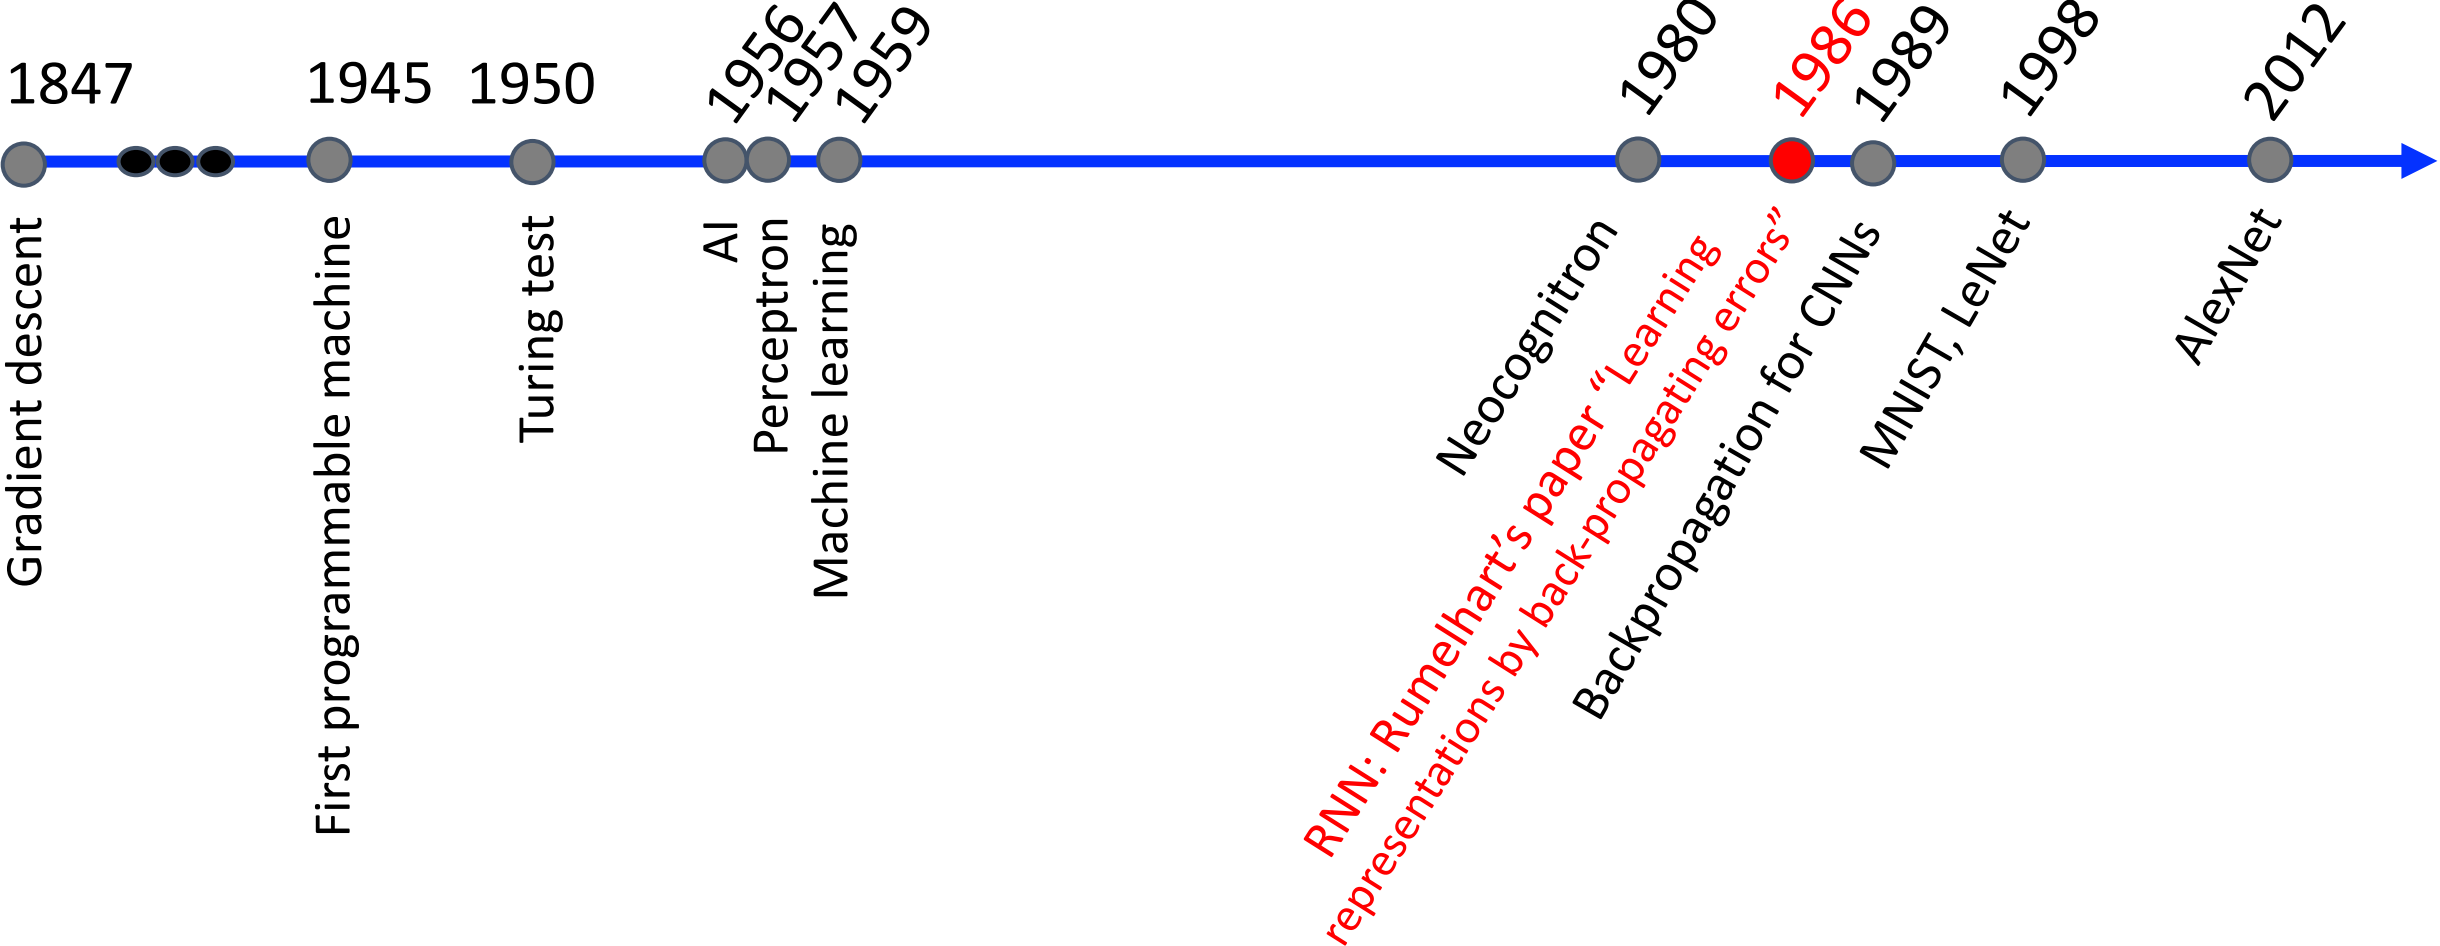 1847
1945
1950
1956
1957
1959
1980
1986
1989
1998
2012
Gradient descent
First programmable machine
Turing test
AI
Perceptron
Machine learning
Neocognitron
RNN: Rumelhart’s paper “Learning
representations by back-propagating errors”
Backpropagation for CNNs
MNIST, LeNet
AlexNet